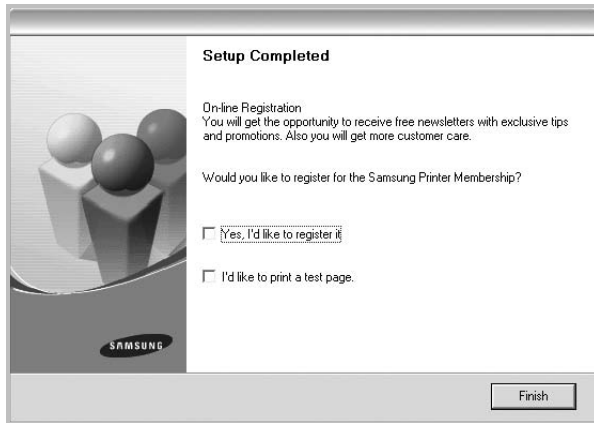 Setup Completed
On-line Registration
You will get the opportunity to receive free newsletters with exclusive tips
and promotions. Also you will get more customer care.
Would you like to register for the Samsung Printer Membership?
Yes, I'd like to register it
I'd like to print a test page.
SAMSUNG
Finish